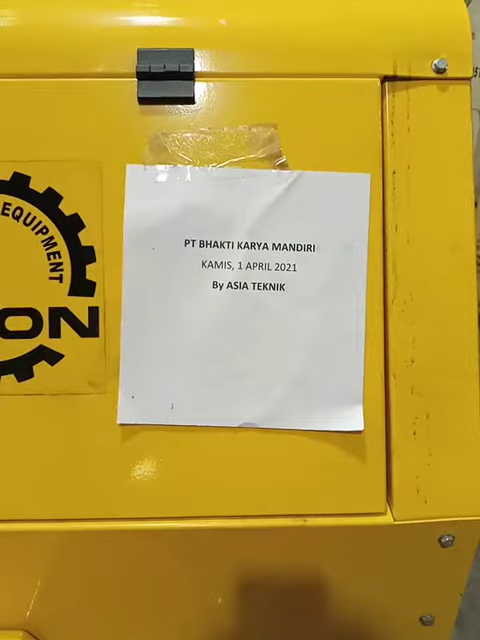 EQUIPMENT
ON
PT BHAKTI KARYA MANDIRI
KAMIS, 1 APRIL 2021
By ASIA TEKNIK